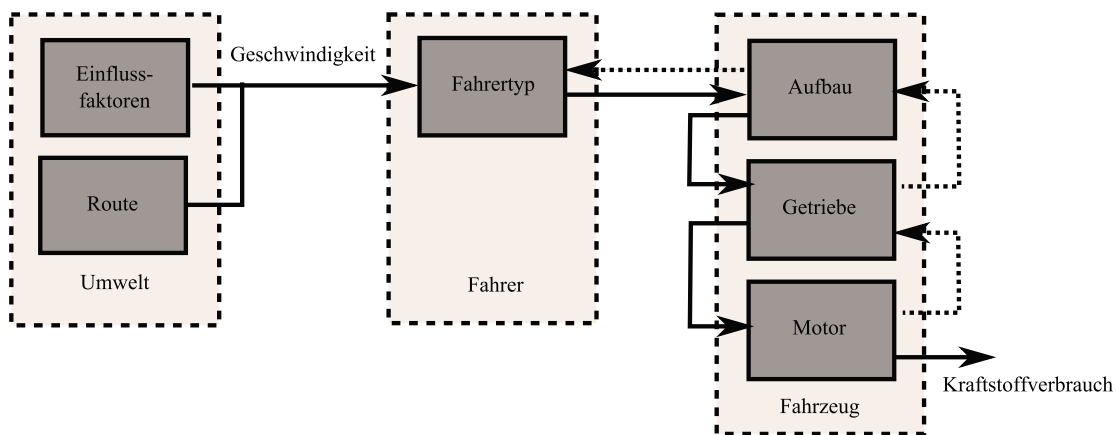 Einfluss-
faktoren
Route
Umwelt
Geschwindigkeit
Fahrertyp
Fahrer
Aufbau
Getriebe
Motor
Fahrzeug
Kraftstoffverbrauch